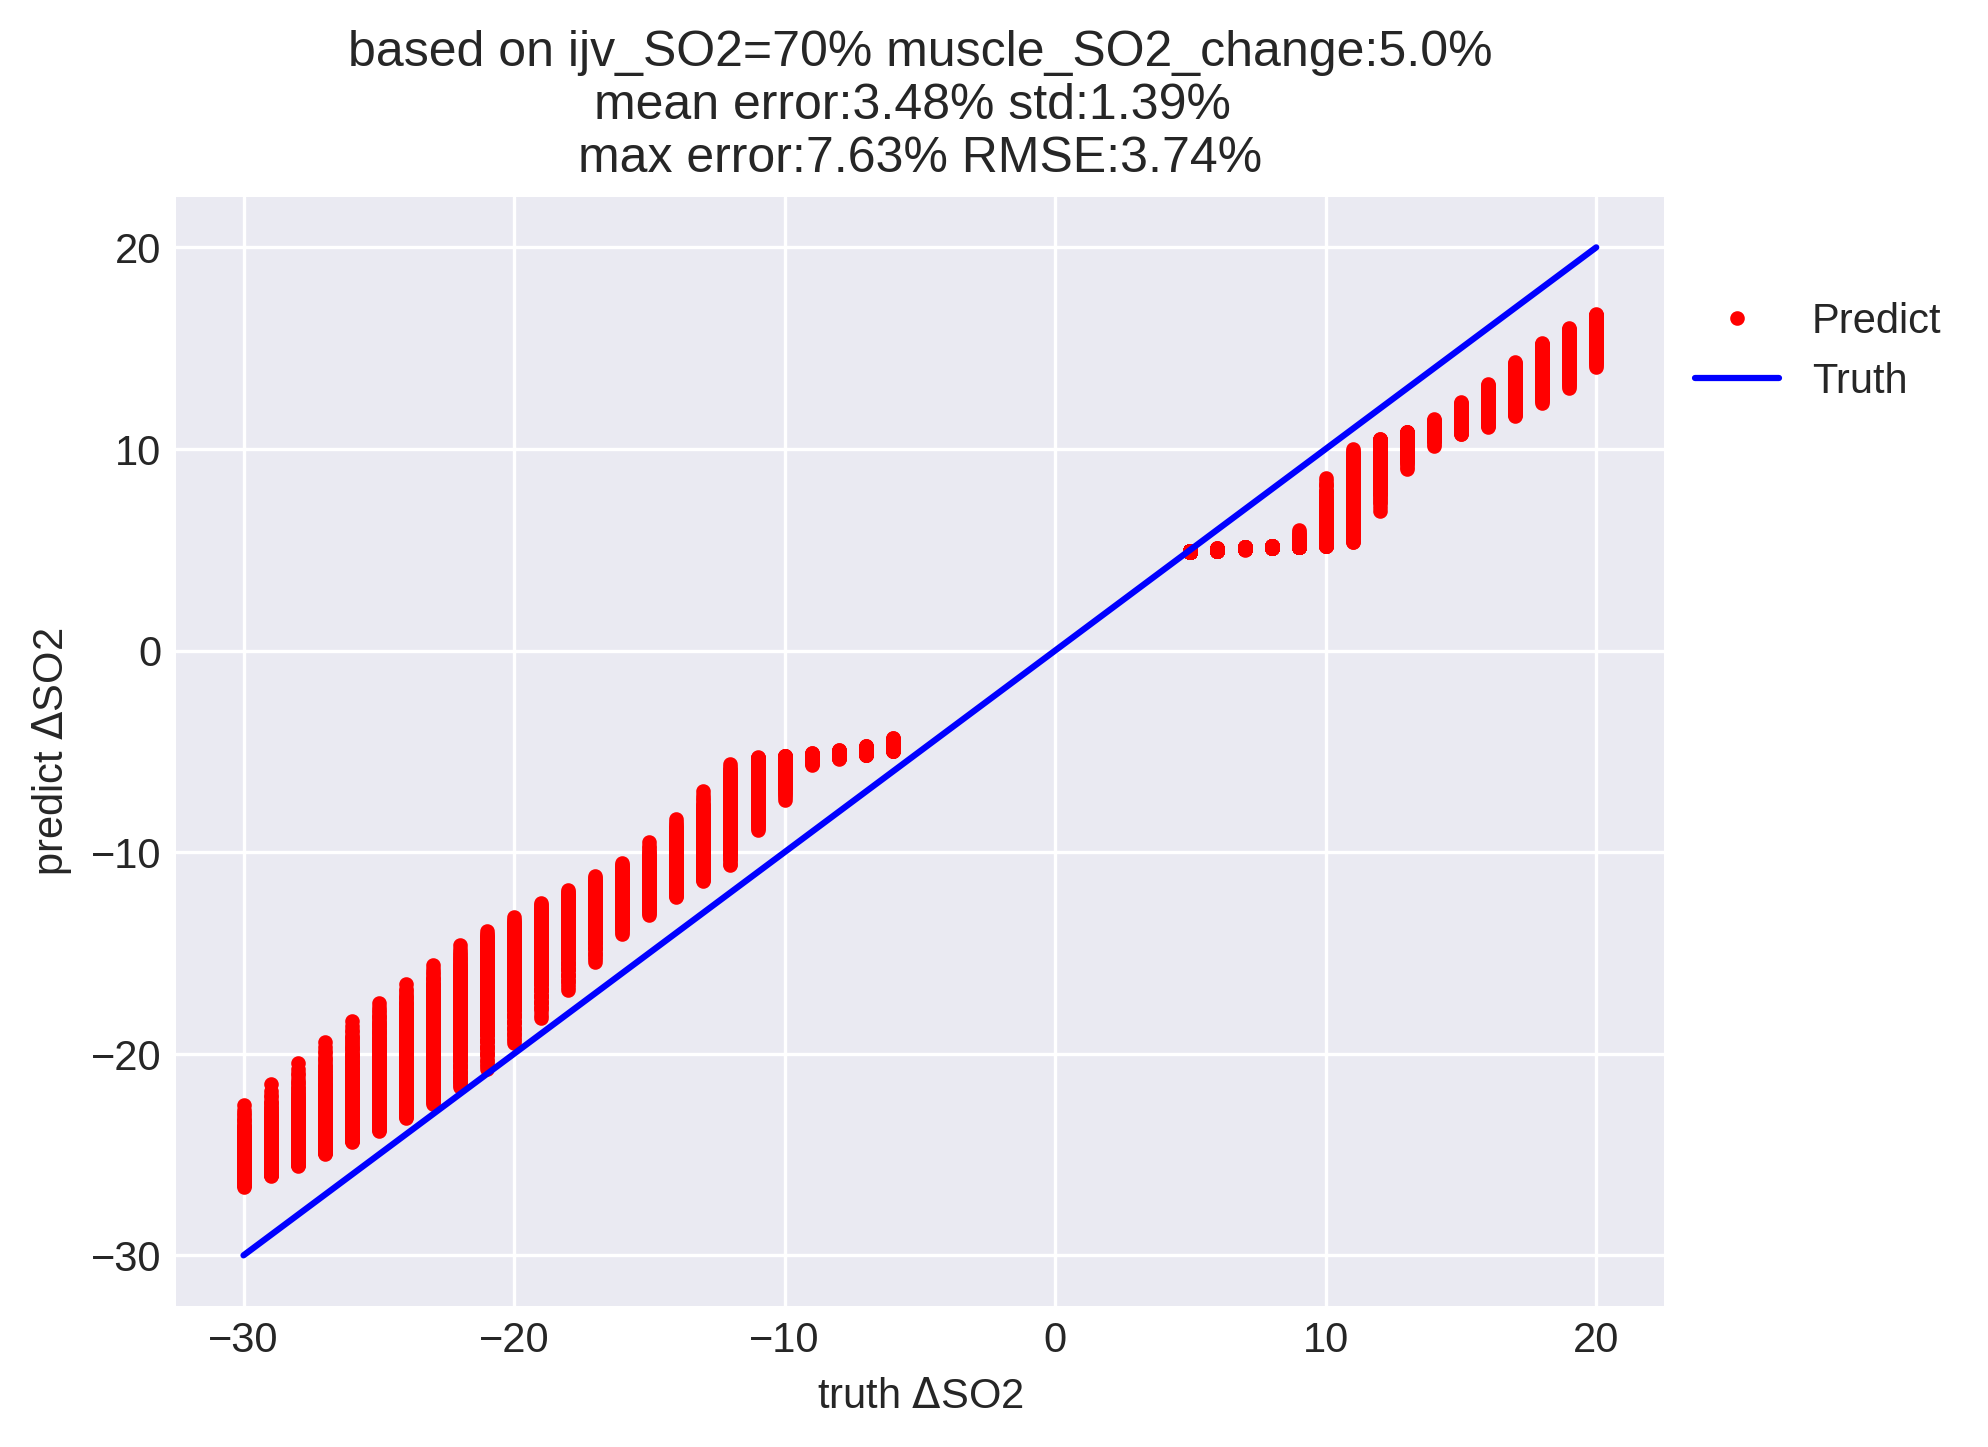 based on ijv_SO2=70% muscle_SO2_change:5.0%
mean error:3.48% std:1.39%
max error:7.63% RMSE:3.74%
20
10
0
−10
−20
−30
predict ΔSO2
−30
−20
−10
0
10
20
truth ΔSO2
Predict
Truth